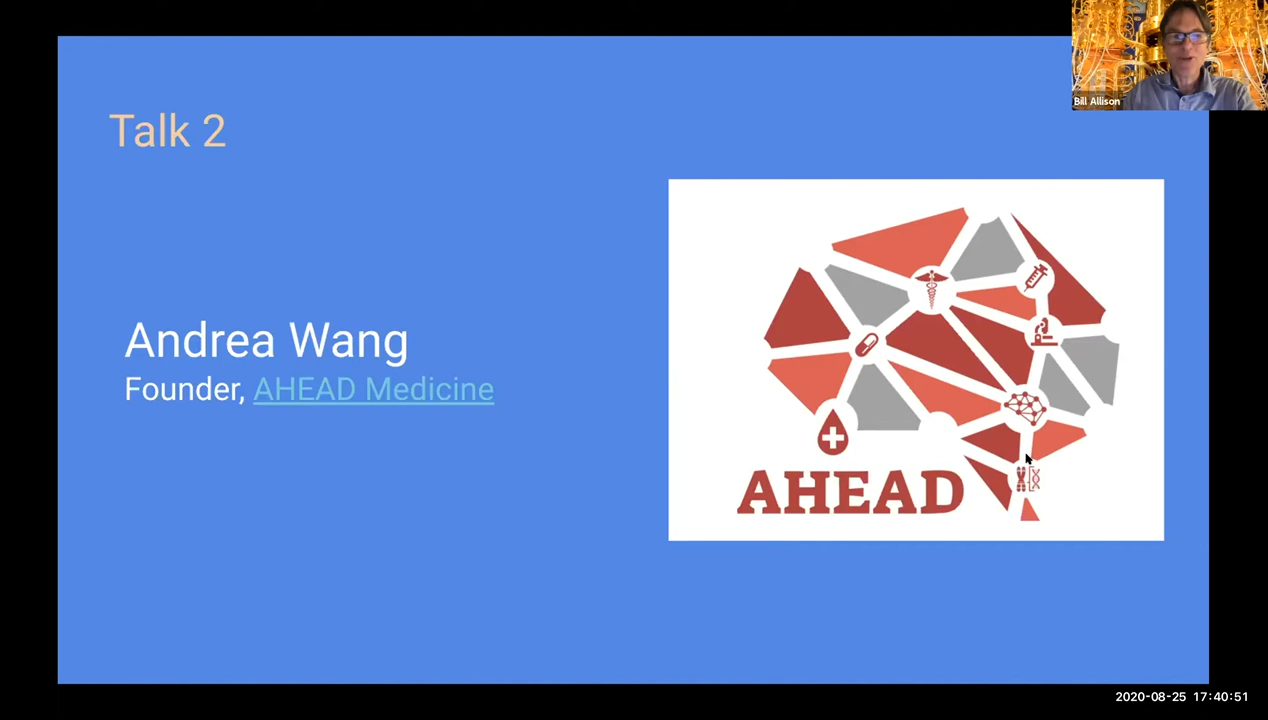 Bill Allison
Talk 2
Andrea Wang
Founder, AHEAD Medicine
AHEAD
2020-08-25 17:40:51